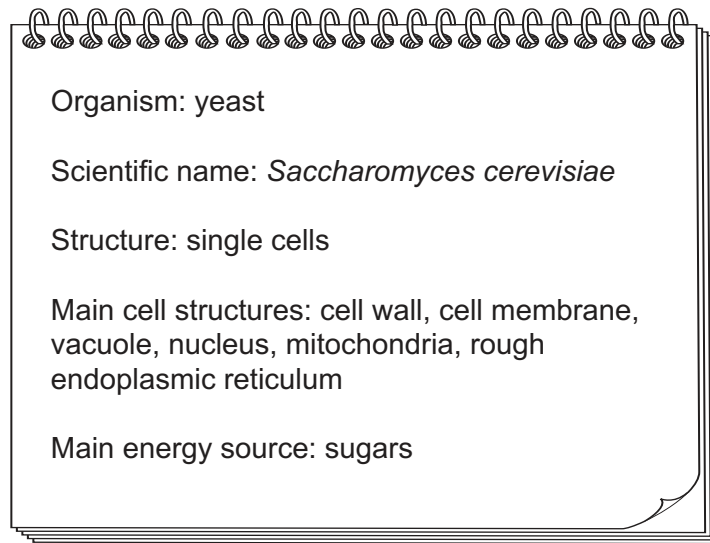 Organism: yeast
Scientific name: Saccharomyces cerevisiae
Structure: single cells
Main cell structures: cell wall, cell membrane,
vacuole, nucleus, mitochondria, rough
endoplasmic reticulum
Main energy source: sugars